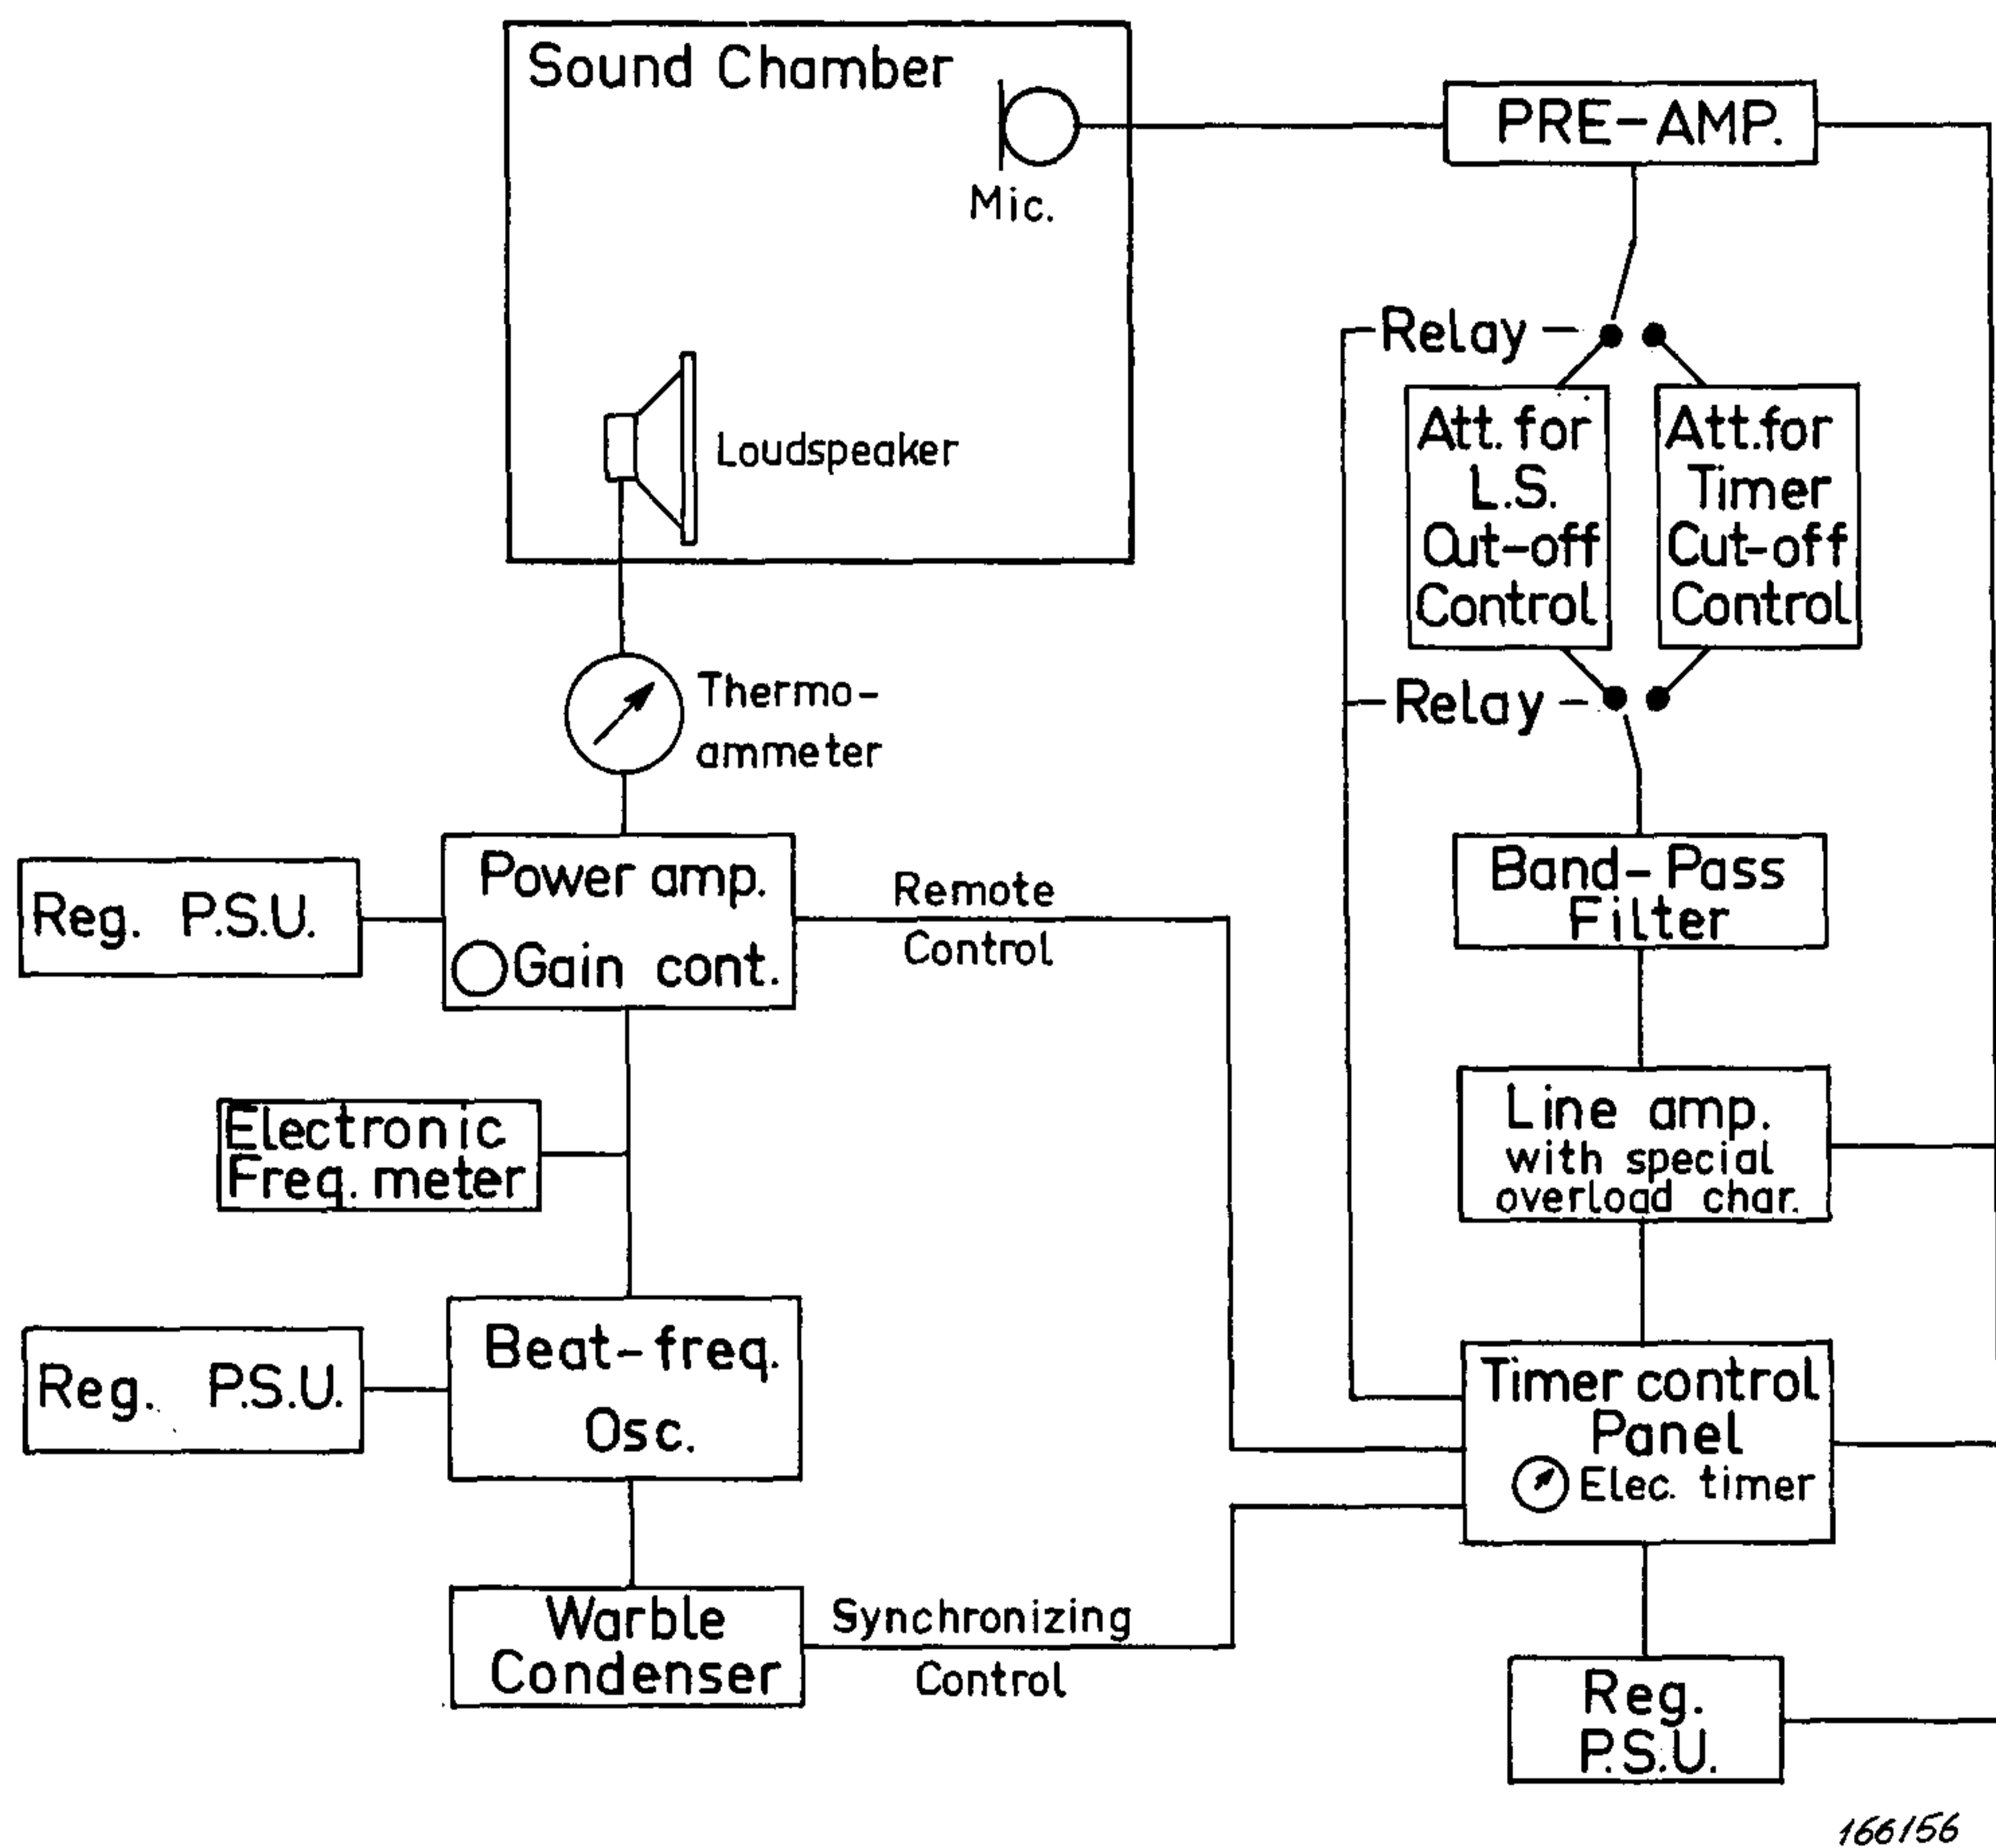 Sound Chamber
Mic.
PRE-AMP.
Relay
Att. for
L.S.
Cut-off
Control
Att.for
Timer
Cut-off
Control
Loudspeaker
Relay
Thermo-
ammeter
Reg. P.S.U.
Power amp.
Gain cont.
Remote
Control
Band-Pass
Filter
Electronic
Freq. meter
Line amp.
with special
overload char.
Reg. P.S.U.
Beat-freq.
Osc.
Timer control
Panel
Elec. timer
Warble
Condenser
Synchronizing
Control
Reg.
P.S.U.
166156